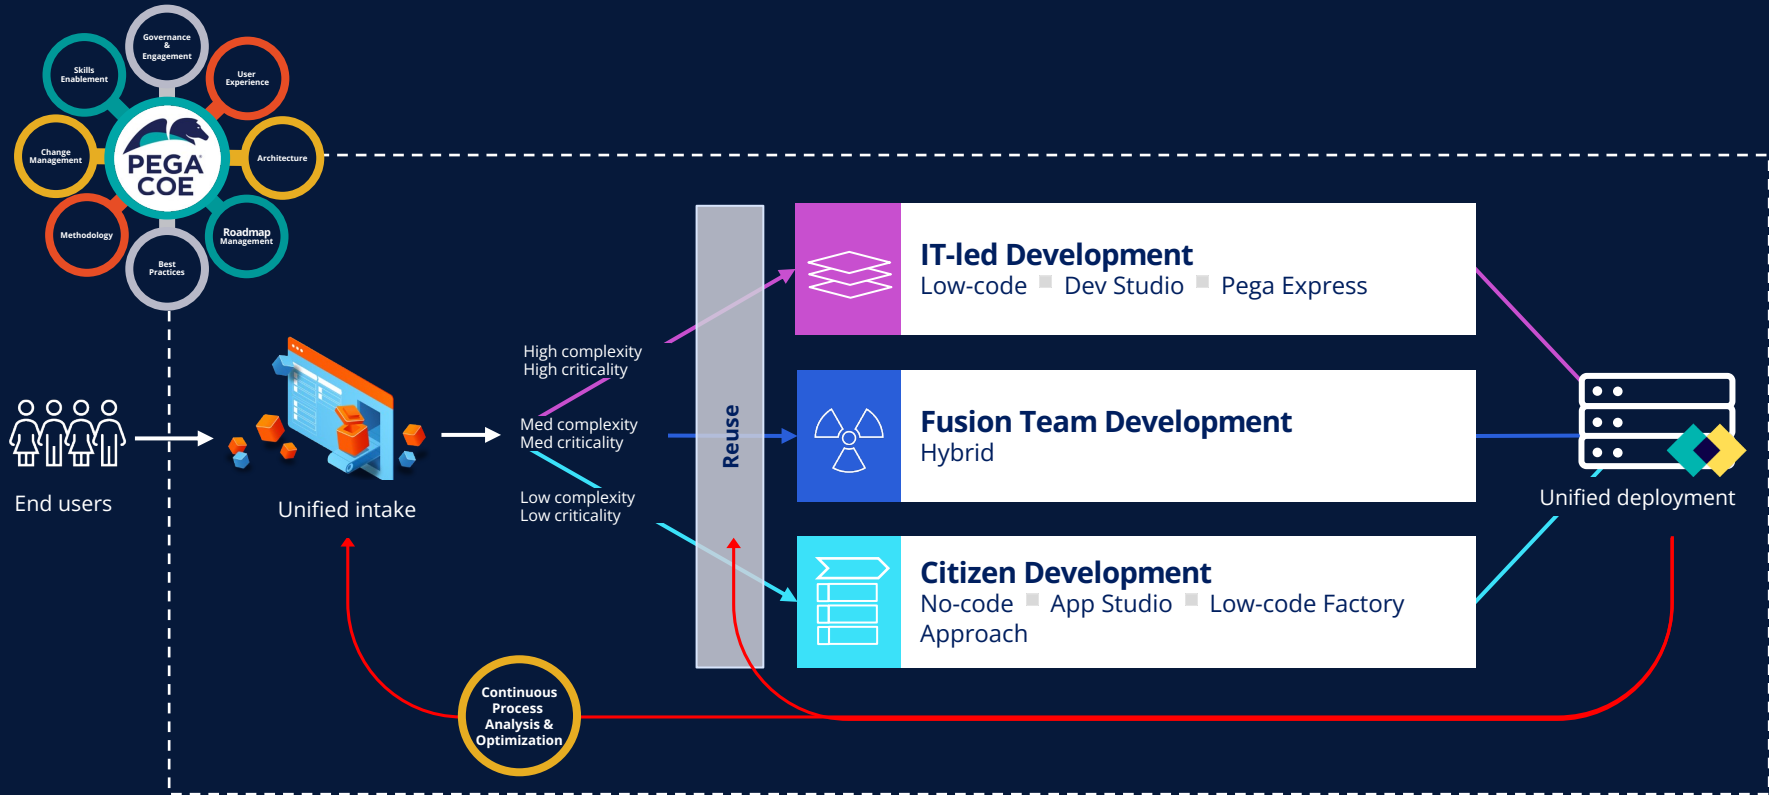 Governance
&
Engagement
Skills
Enablement
User
Experience
Change
Management
PEGA
COE
Architecture
Methodology
Roadmap
Management
Best
Practices
End users
Unified intake
High complexity
High criticality
Med complexity
Med criticality
Low complexity
Low criticality
Reuse
IT-led Development
Low-code ▪ Dev Studio ▪ Pega Express
Fusion Team Development
Hybrid
Citizen Development
No-code ▪ App Studio ▪ Low-code Factory
Approach
Unified deployment
Continuous
Process
Analysis &
Optimization